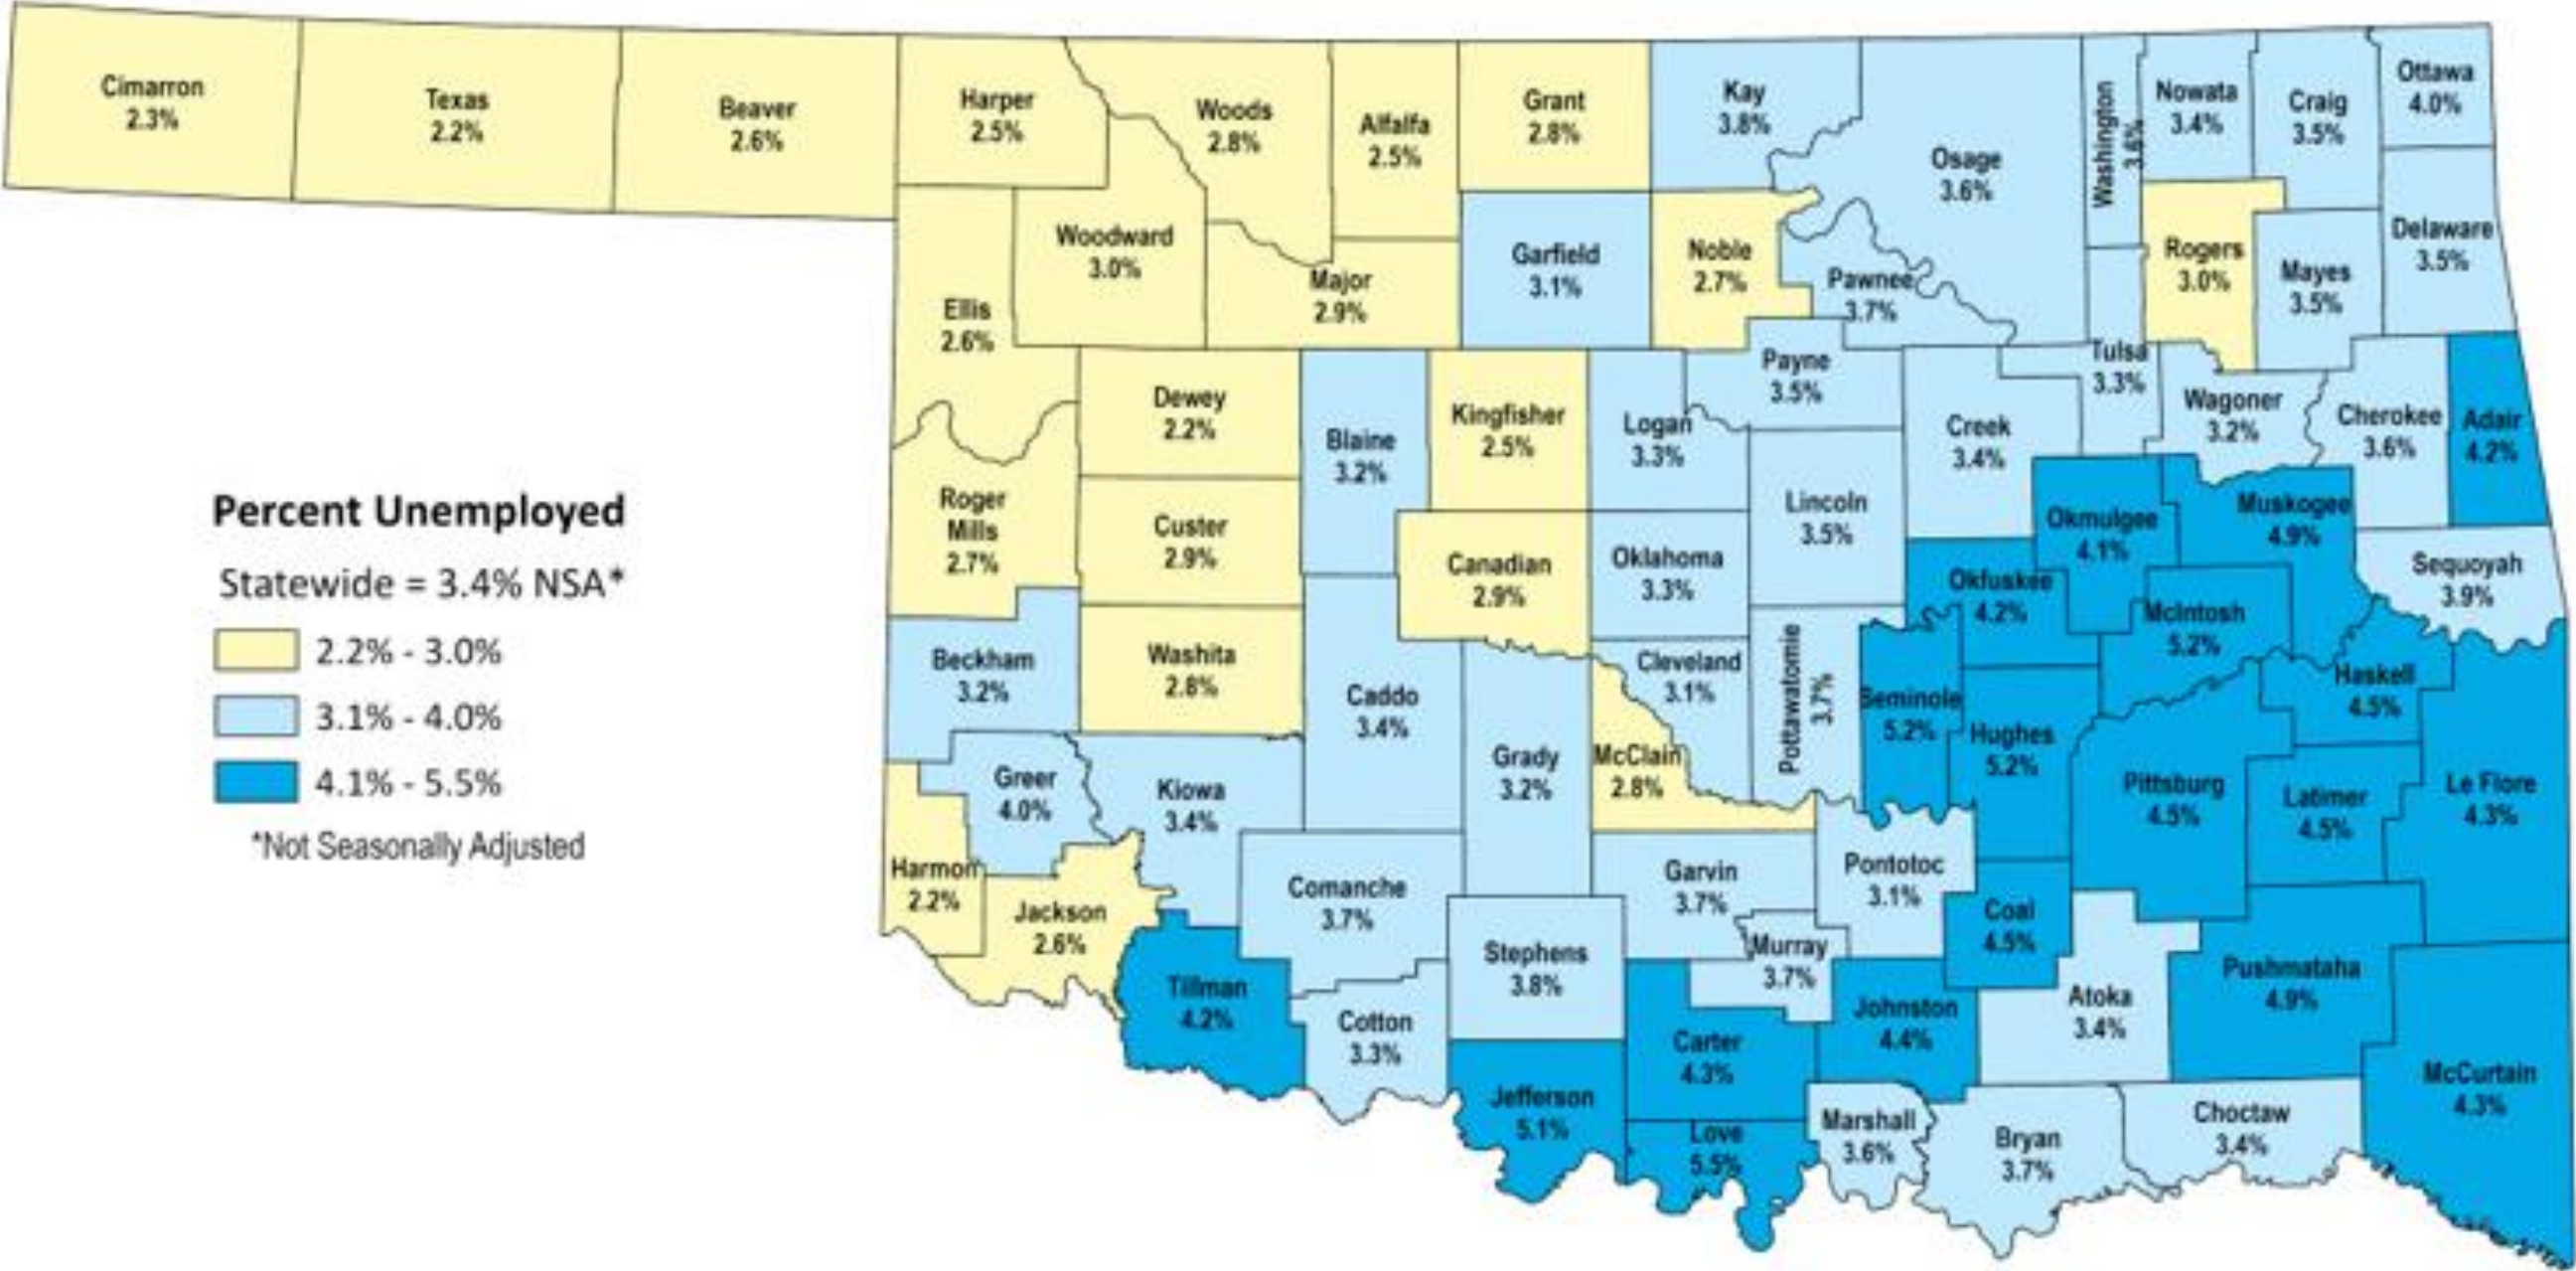 Cimarron
2.3%
Texas
2.2%
Beaver
2.6%
Harper
2.5%
Woods
2.8%
Alfalfa
2.5%
Grant
2.8%
Kay
3.8%
Osage
3.6%
Washington
3.6%
Nowata
3.4%
Craig
3.5%
Ottawa
4.0%
Ellis
2.6%
Woodward
3.0%
Major
2.9%
Garfield
3.1%
Noble
2.7%
Pawnee
3.7%
Rogers
3.0%
Mayes
3.5%
Delaware
3.5%
Dewey
2.2%
Blaine
3.2%
Kingfisher
2.5%
Logan
3.3%
Payne
3.5%
Creek
3.4%
Tulsa
3.3%
Wagoner
3.2%
Cherokee
3.6%
Adair
4.2%
Roger
Mills
2.7%
Custer
2.9%
Canadian
2.9%
Oklahoma
3.3%
Lincoln
3.5%
Okmulgee
4.1%
Muskogee
4.9%
Sequoyah
3.9%
Okfuskee
4.2%
McIntosh
5.2%
Beckham
3.2%
Washita
2.8%
Caddo
3.4%
Grady
3.2%
Cleveland
3.1%
McClain
2.8%
Pottawatomie
3.7%
Seminole
5.2%
Hughes
5.2%
Haskell
4.5%
Pittsburg
4.5%
Latimer
4.5%
Le Flore
4.3%
Greer
4.0%
Kiowa
3.4%
Harmon
2.2%
Jackson
2.6%
Comanche
3.7%
Garvin
3.7%
Pontotoc
3.1%
Coal
4.5%
Tillman
4.2%
Cotton
3.3%
Stephens
3.8%
Murray
3.7%
Carter
4.3%
Johnston
4.4%
Atoka
3.4%
Pushmataha
4.9%
Jefferson
5.1%
Love
5.5%
Marshall
3.6%
Bryan
3.7%
Choctaw
3.4%
McCurtain
4.3%
Percent Unemployed
Statewide = 3.4% NSA*
2.2% - 3.0%
3.1% - 4.0%
4.1% - 5.5%
*Not Seasonally Adjusted